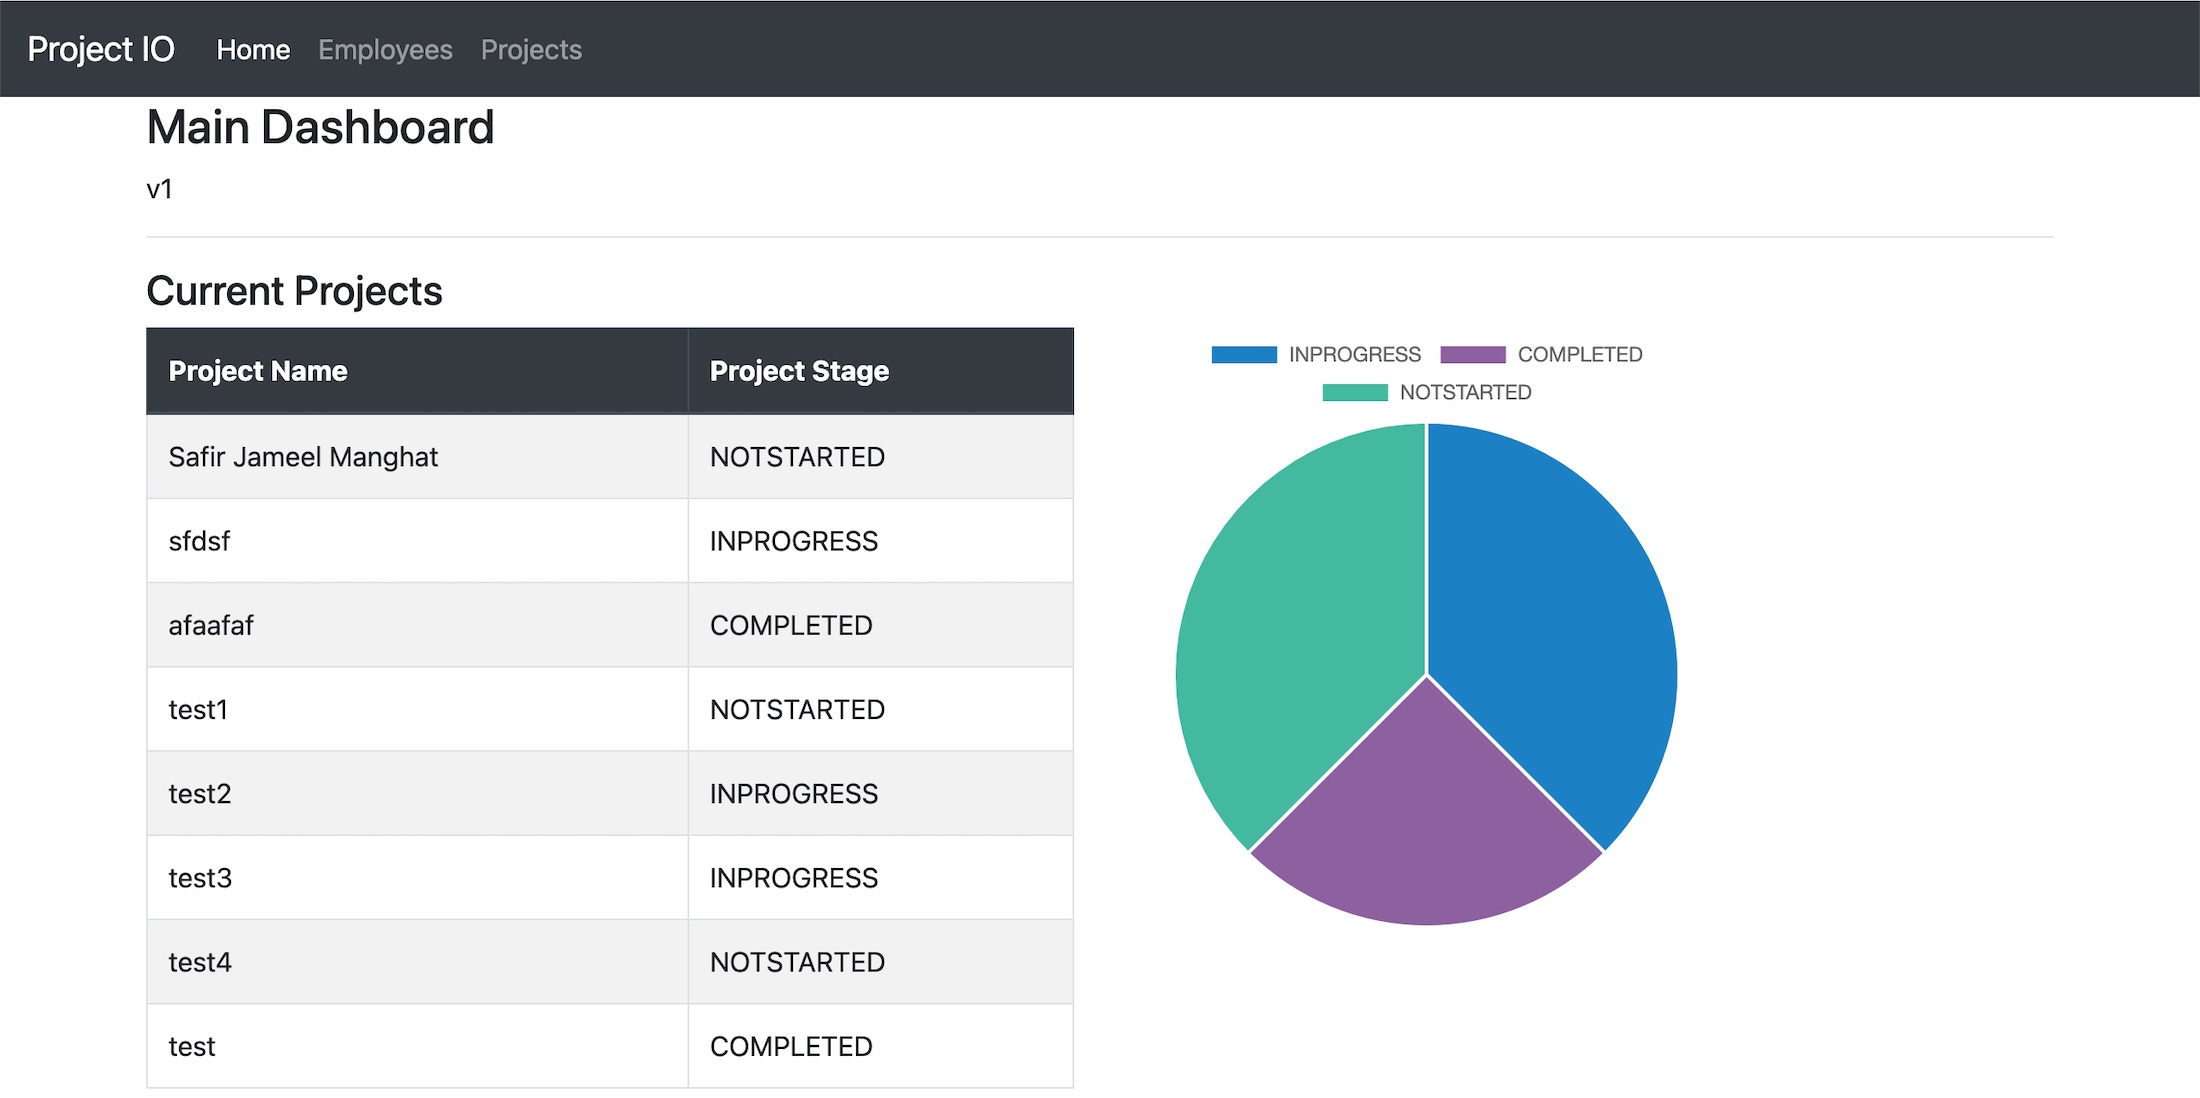 Project IO Home Employees Projects
Main Dashboard
v1
Current Projects
Project Name Project Stage
Safir Jameel Manghat NOTSTARTED
sfdsf INPROGRESS
afaafaf COMPLETED
test1 NOTSTARTED
test2 INPROGRESS
test3 INPROGRESS
test4 NOTSTARTED
test COMPLETED
INPROGRESS COMPLETED
NOTSTARTED